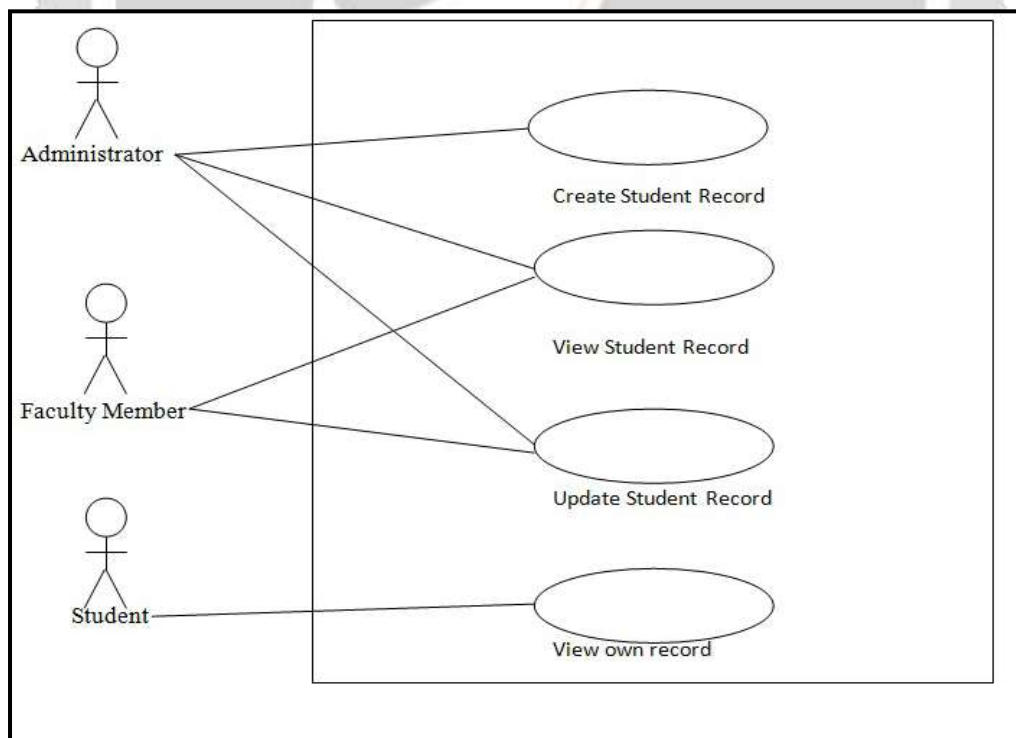 Administrator
Create Student Record
View Student Record
Faculty Member
Update Student Record
Student
View own record